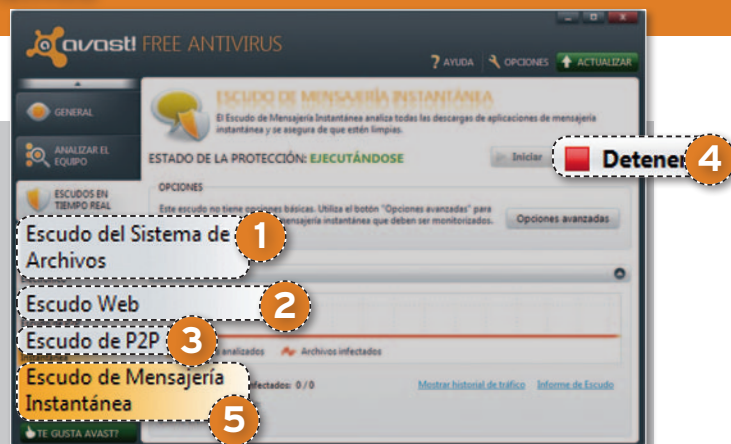 avast! FREE ANTIVIRUS
? AYUDA OPCIONES ACTUALIZAR
GENERAL
ANALIZAR EL
EQUIPO
ESCUDOS EN
TIEMPO REAL
ESCUDO DE MENSAJERÍA INSTANTÁNEA
El Escudo de Mensajería Instantánea analiza todas las descargas de aplicaciones de mensajería
instantánea y se asegura de que estén limpias.
ESTADO DE LA PROTECCIÓN: EJECUTÁNDOSE
Iniciar
Detener 4
OPCIONES
Este escudo no tiene opciones básicas. Utiliza el botón "Opciones avanzadas" para
mensajería instantánea que deben ser monitorizados.
Opciones avanzadas
Escudo del Sistema de
Archivos
1
Escudo Web 2
Escudo de P2P 3
analizados Archivos infectados
Escudo de Mensajería
Instantánea
5
infectados: 0 / 0
Mostrar historial de tráfico Informe de Escudo
TE GUSTA AVAST?